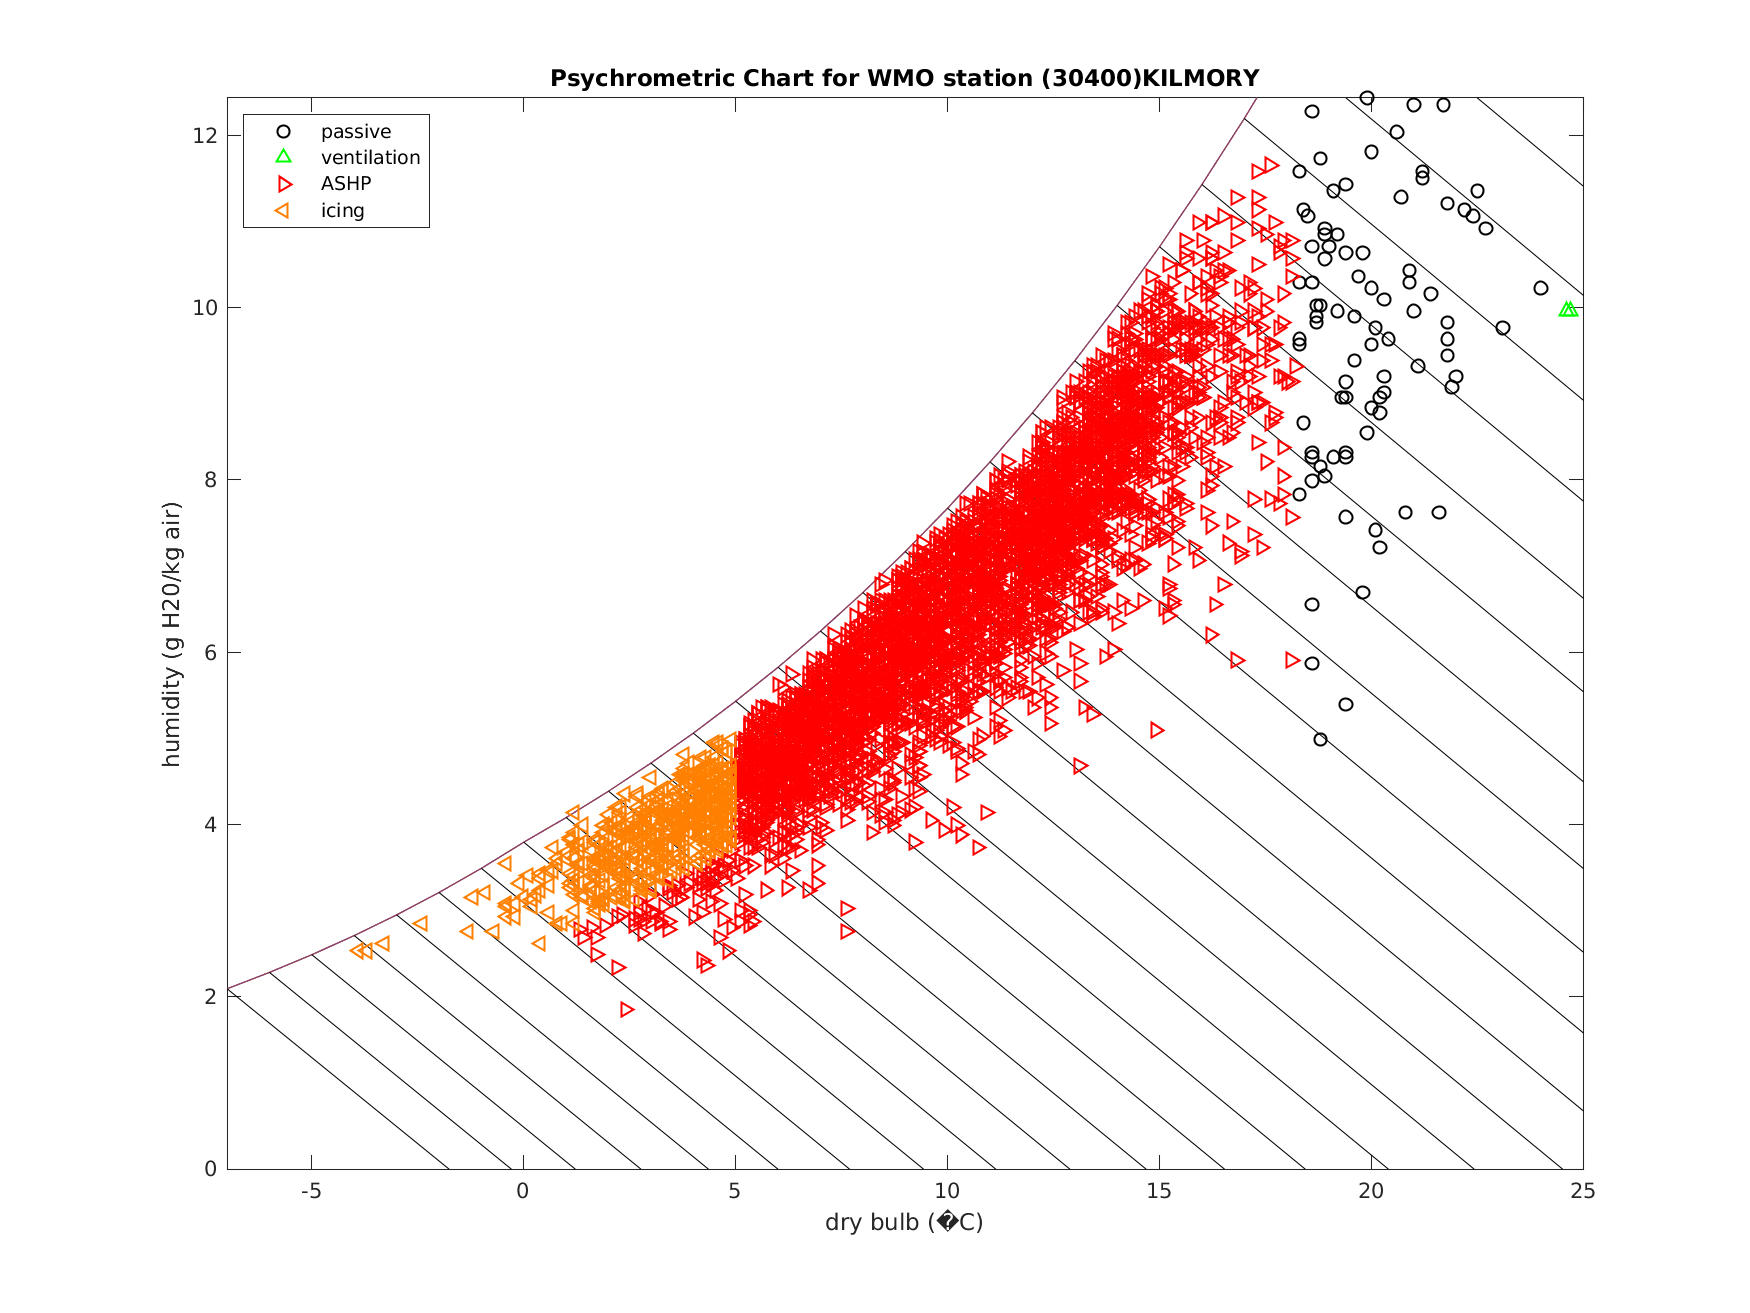 Psychrometric Chart for WMO station (30400)KILMORY
passive
ventilation
ASHP
icing
humidity (g H20/kg air)
12
10
8
6
4
2
0
-5 0 5 10 15 20 25
dry bulb (�C)